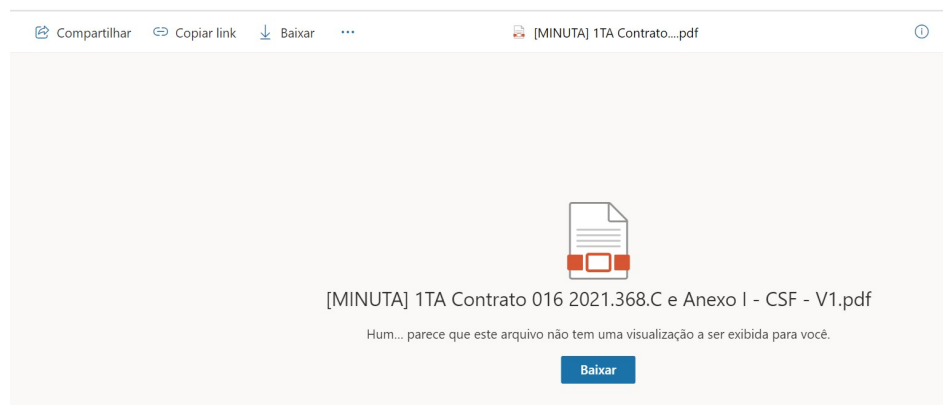 Compartilhar Copiar link Baixar ... [MINUTA] 1TA Contrato....pdf
[MINUTA] 1TA Contrato 016 2021.368.C e Anexo I - CSF - V1.pdf
Hum... parece que este arquivo não tem uma visualização a ser exibida para você.
Baixar